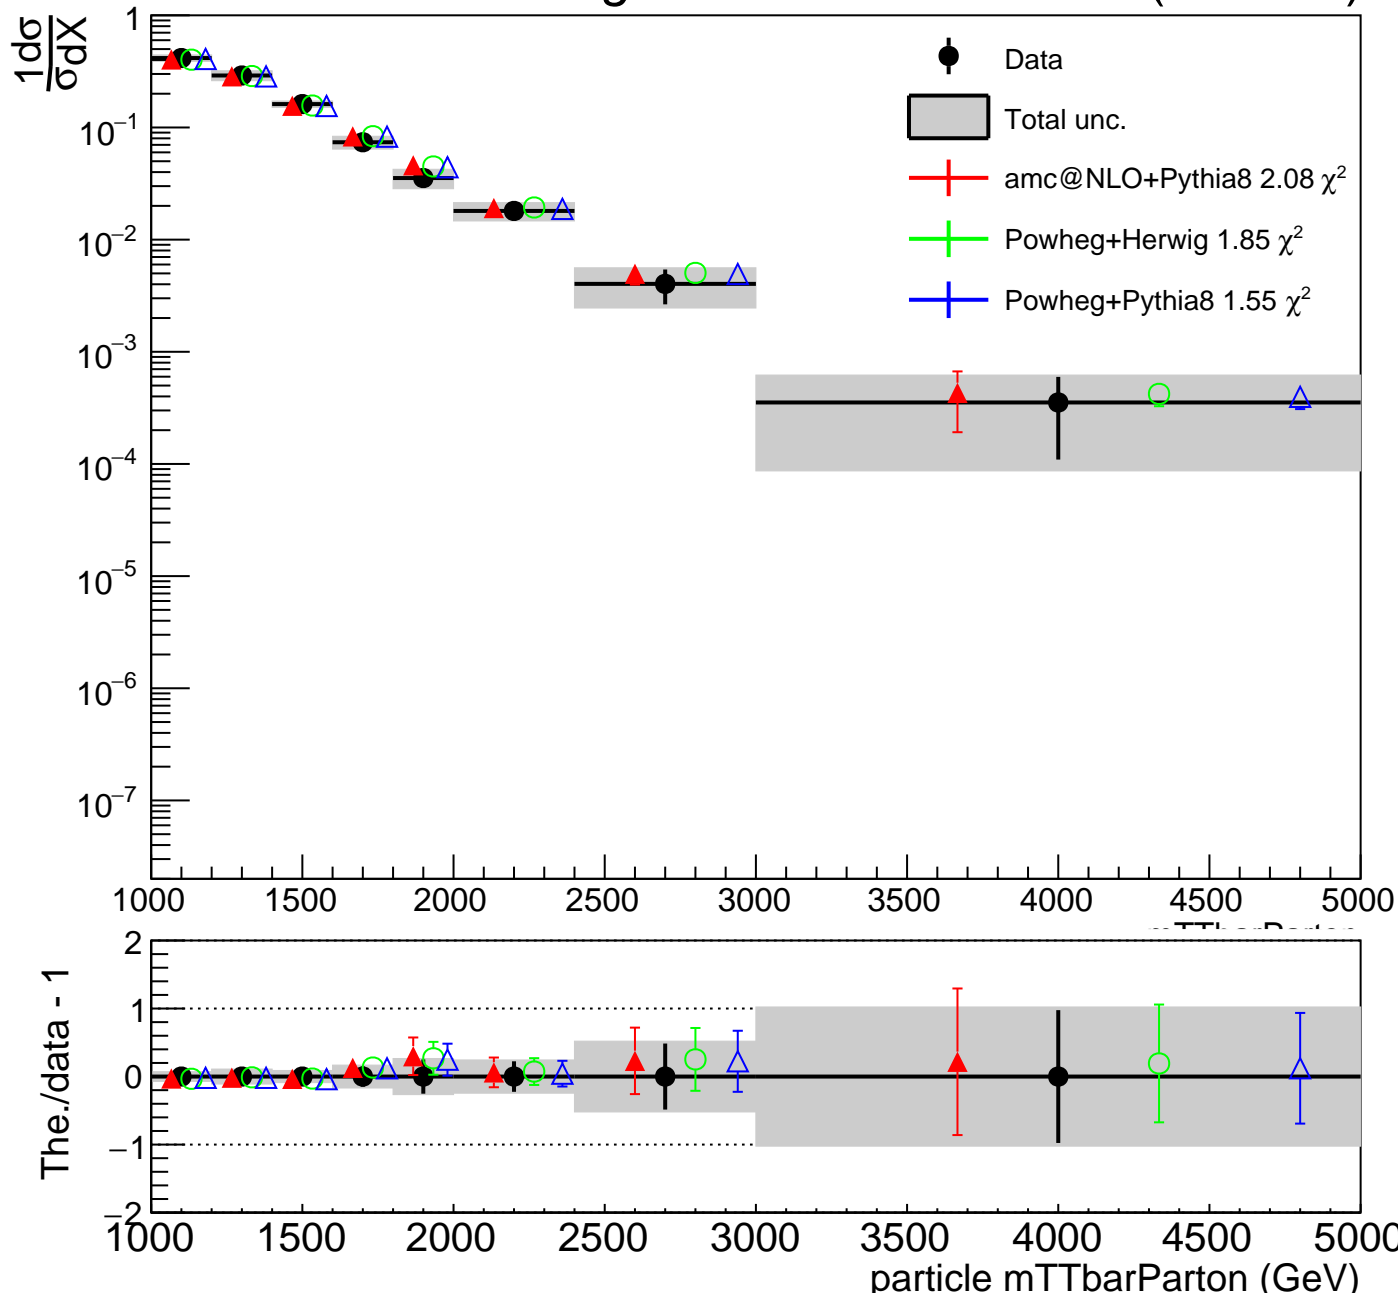 1dσ
σdX
1
10⁻¹
10⁻²
10⁻³
10⁻⁴
10⁻⁵
10⁻⁶
10⁻⁷
Data
Total unc.
amc@NLO+Pythia8 2.08 χ²
Powheg+Herwig 1.85 χ²
Powheg+Pythia8 1.55 χ²
1000 1500 2000 2500 3000 3500 4000 4500 5000
The./data - 1
2
1
0
−1
−2
1000 1500 2000 2500 3000 3500 4000 4500 5000
particle mTTbarParton (GeV)